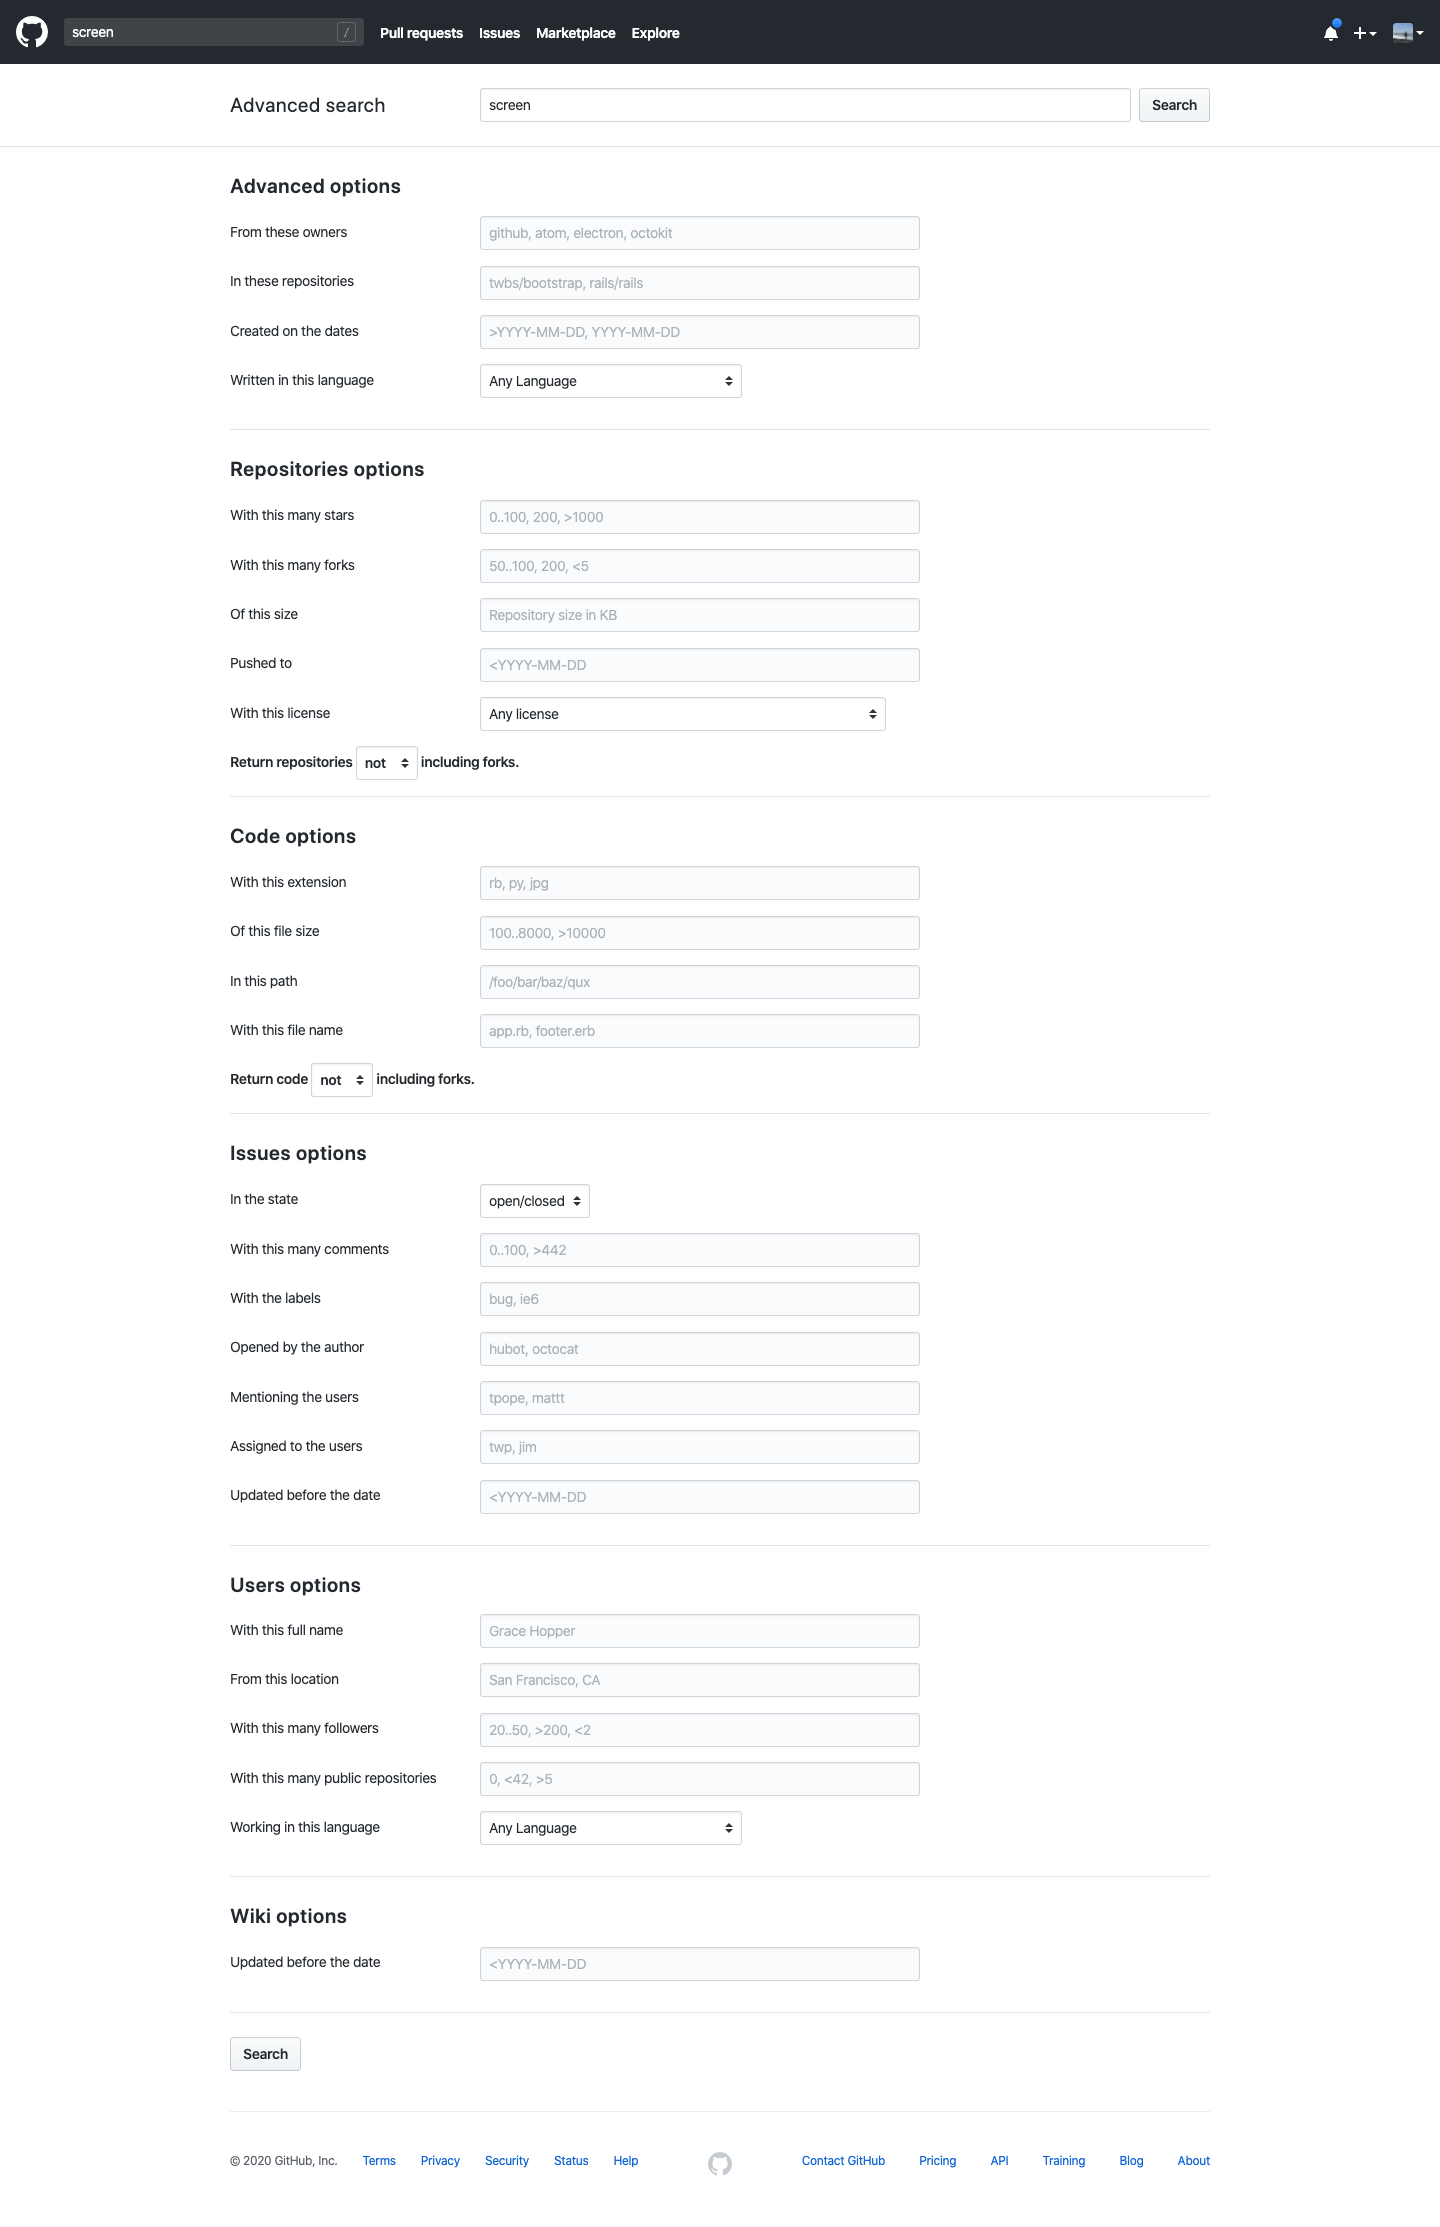 screen / Pull requests Issues Marketplace Explore
Advanced search screen Search
Advanced options
From these owners github, atom, electron, octokit
In these repositories twbs/bootstrap, rails/rails
Created on the dates >YYYY-MM-DD, YYYY-MM-DD
Written in this language Any Language
Repositories options
With this many stars 0..100, 200, >1000
With this many forks 50..100, 200, <5
Of this size Repository size in KB
Pushed to <YYYY-MM-DD
With this license Any license
Return repositories not including forks.
Code options
With this extension rb, py, jpg
Of this file size 100..8000, >10000
In this path /foo/bar/baz/qux
With this file name app.rb, footer.erb
Return code not including forks.
Issues options
In the state open/closed
With this many comments 0..100, >442
With the labels bug, ie6
Opened by the author hubot, octocat
Mentioning the users tpope, mattt
Assigned to the users twp, jim
Updated before the date <YYYY-MM-DD
Users options
With this full name Grace Hopper
From this location San Francisco, CA
With this many followers 20..50, >200, <2
With this many public repositories 0, <42, >5
Working in this language Any Language
Wiki options
Updated before the date <YYYY-MM-DD
Search
© 2020 GitHub, Inc. Terms Privacy Security Status Help Contact GitHub Pricing API Training Blog About